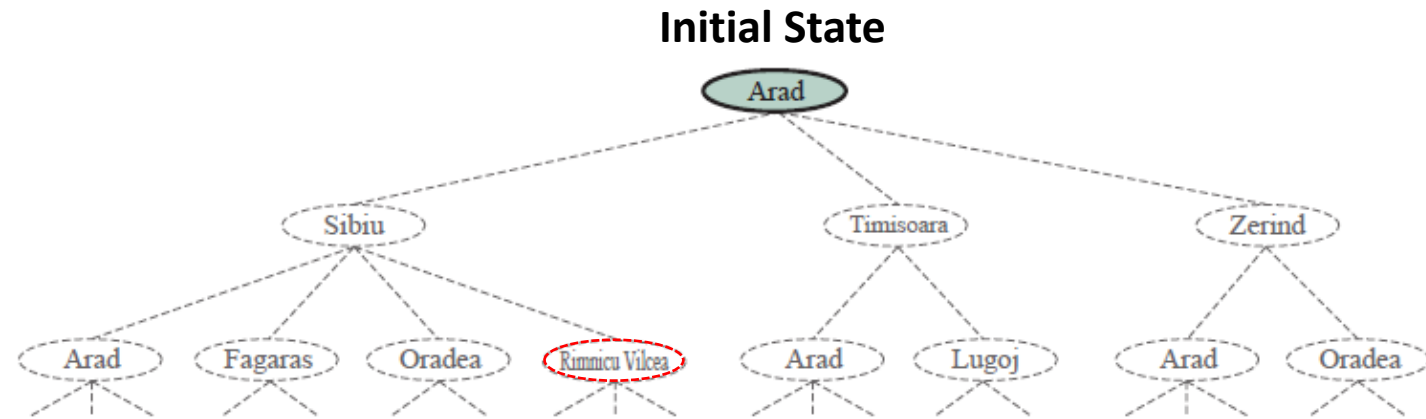 Initial State
Arad
Sibiu Timisoara Zerind
Arad Fagaras Oradea Rimnicu Vilcea Arad Lugoj Arad Oradea